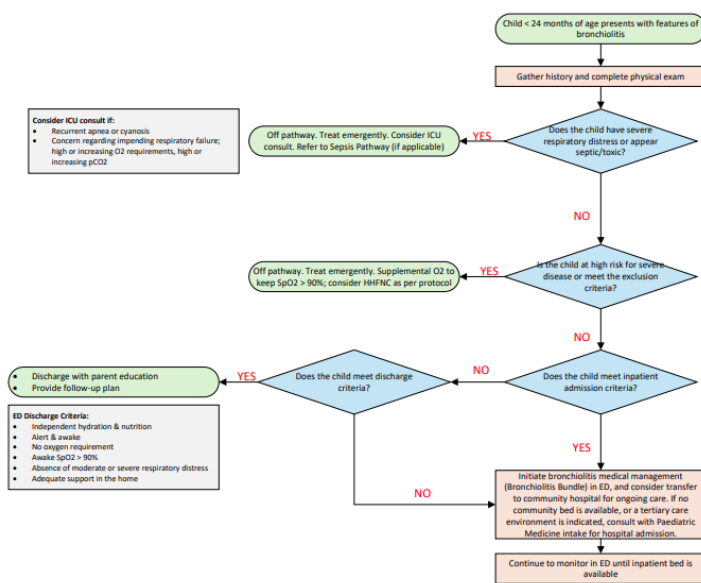 Child < 24 months of age presents with features of
bronchiolitis
Gather history and complete physical exam
Consider ICU consult if:
• Recurrent apnea or cyanosis
• Concern regarding impending respiratory failure;
high or increasing O2 requirements, high or
increasing pCO2
Off pathway. Treat emergently. Consider ICU
consult. Refer to Sepsis Pathway (if applicable)
YES
Does the child have severe
respiratory distress or appear
septic/toxic?
NO
Off pathway. Treat emergently. Supplemental O2 to
keep SpO2 > 90%; consider HHFNC as per protocol
YES
Is the child at high risk for severe
disease or meet the exclusion
criteria?
NO
• Discharge with parent education
• Provide follow-up plan
YES
Does the child meet discharge
criteria?
NO
Does the child meet inpatient
admission criteria?
ED Discharge Criteria:
• Independent hydration & nutrition
• Alert & awake
• No oxygen requirement
• Awake SpO2 > 90%
• Absence of moderate or severe respiratory distress
• Adequate support in the home
YES
NO
Initiate bronchiolitis medical management
(Bronchiolitis Bundle) in ED, and consider transfer
to community hospital for ongoing care. If no
community bed is available, or a tertiary care
environment is indicated, consult with Paediatric
Medicine intake for hospital admission.
Continue to monitor in ED until inpatient bed is
available